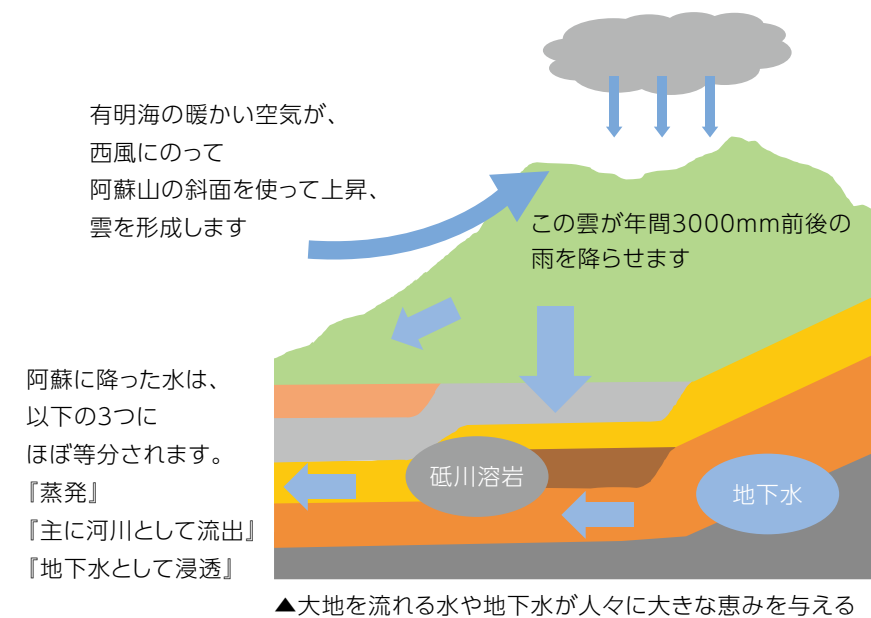 有明海の暖かい空気が、
西風にのって
阿蘇山の斜面を使って上昇、
雲を形成します
この雲が年間3000mm前後の
雨を降らせます
阿蘇に降った水は、
以下の3つに
ほぼ等分されます。
『蒸発』
『主に河川として流出』
『地下水として浸透』
砥川溶岩
地下水
▲大地を流れる水や地下水が人々に大きな恵みを与える